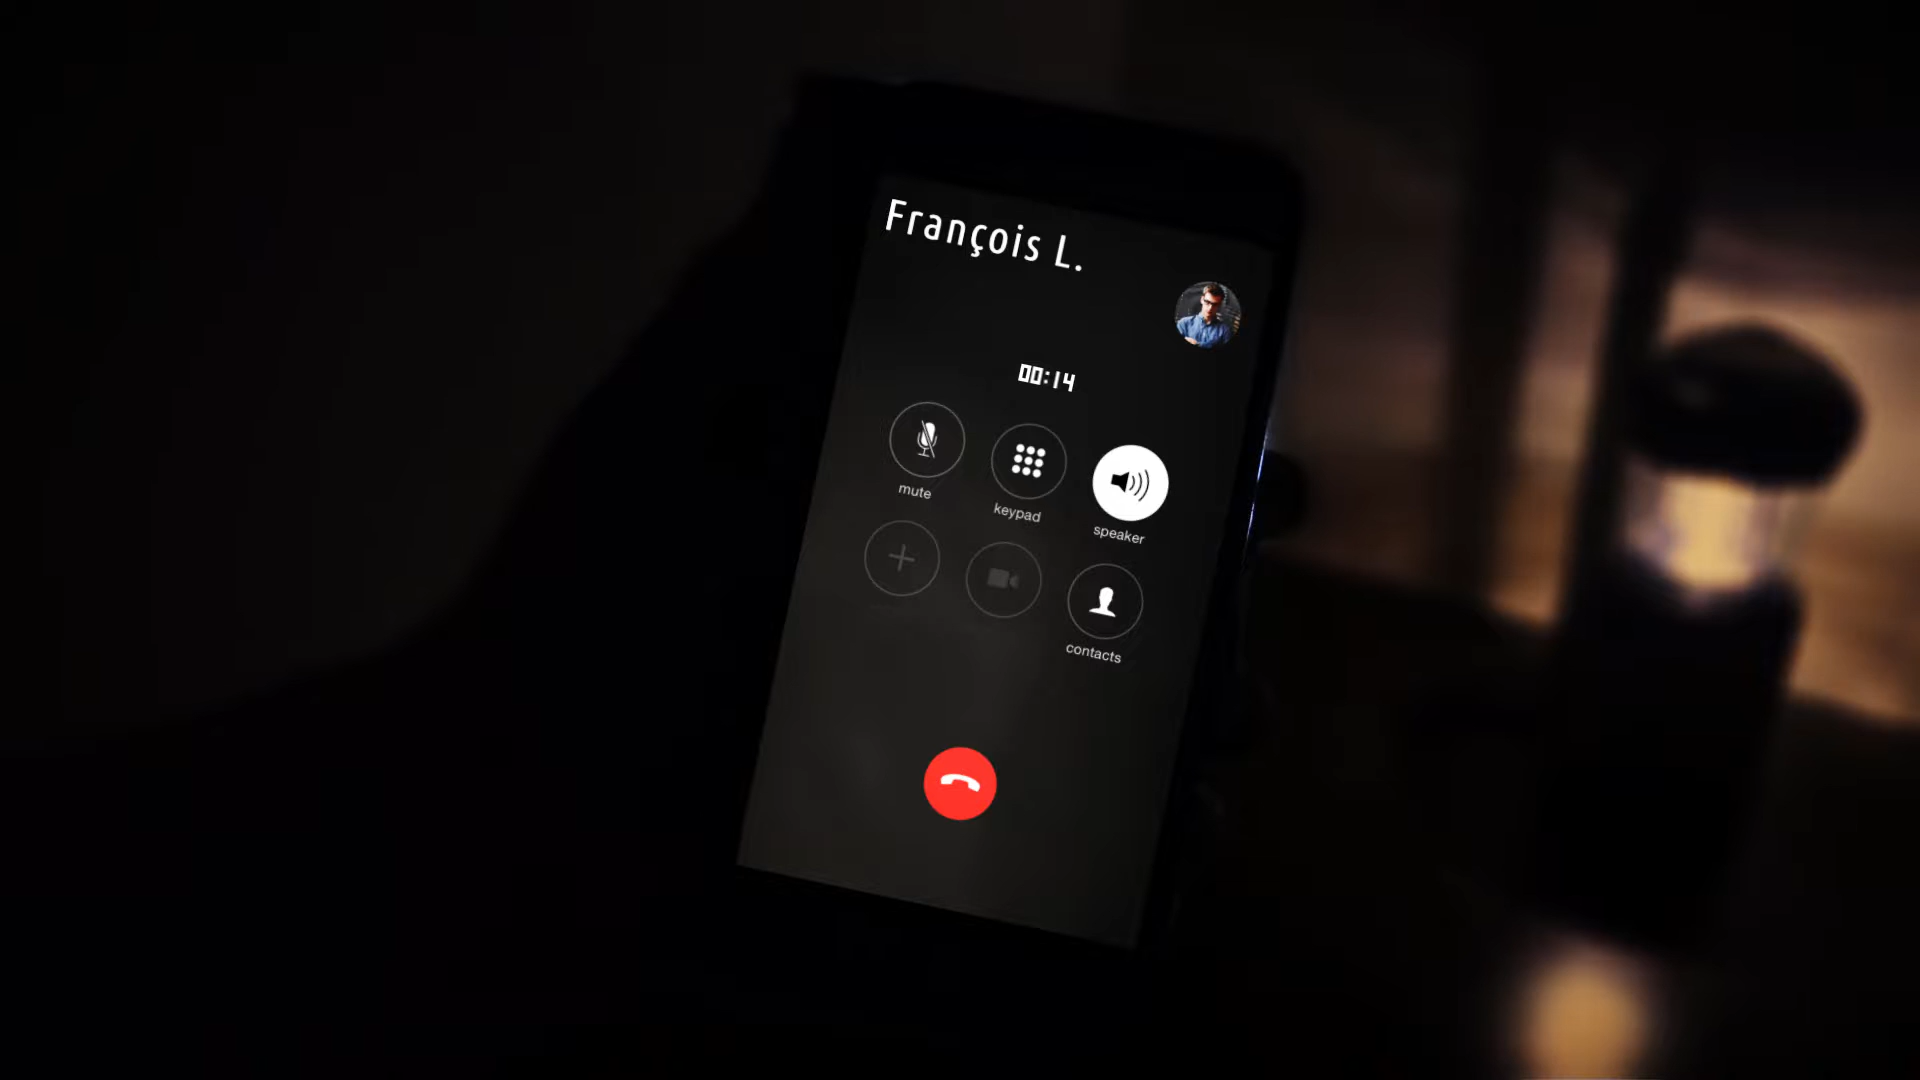 François L.
00:14
mute
keypad
speaker
contacts